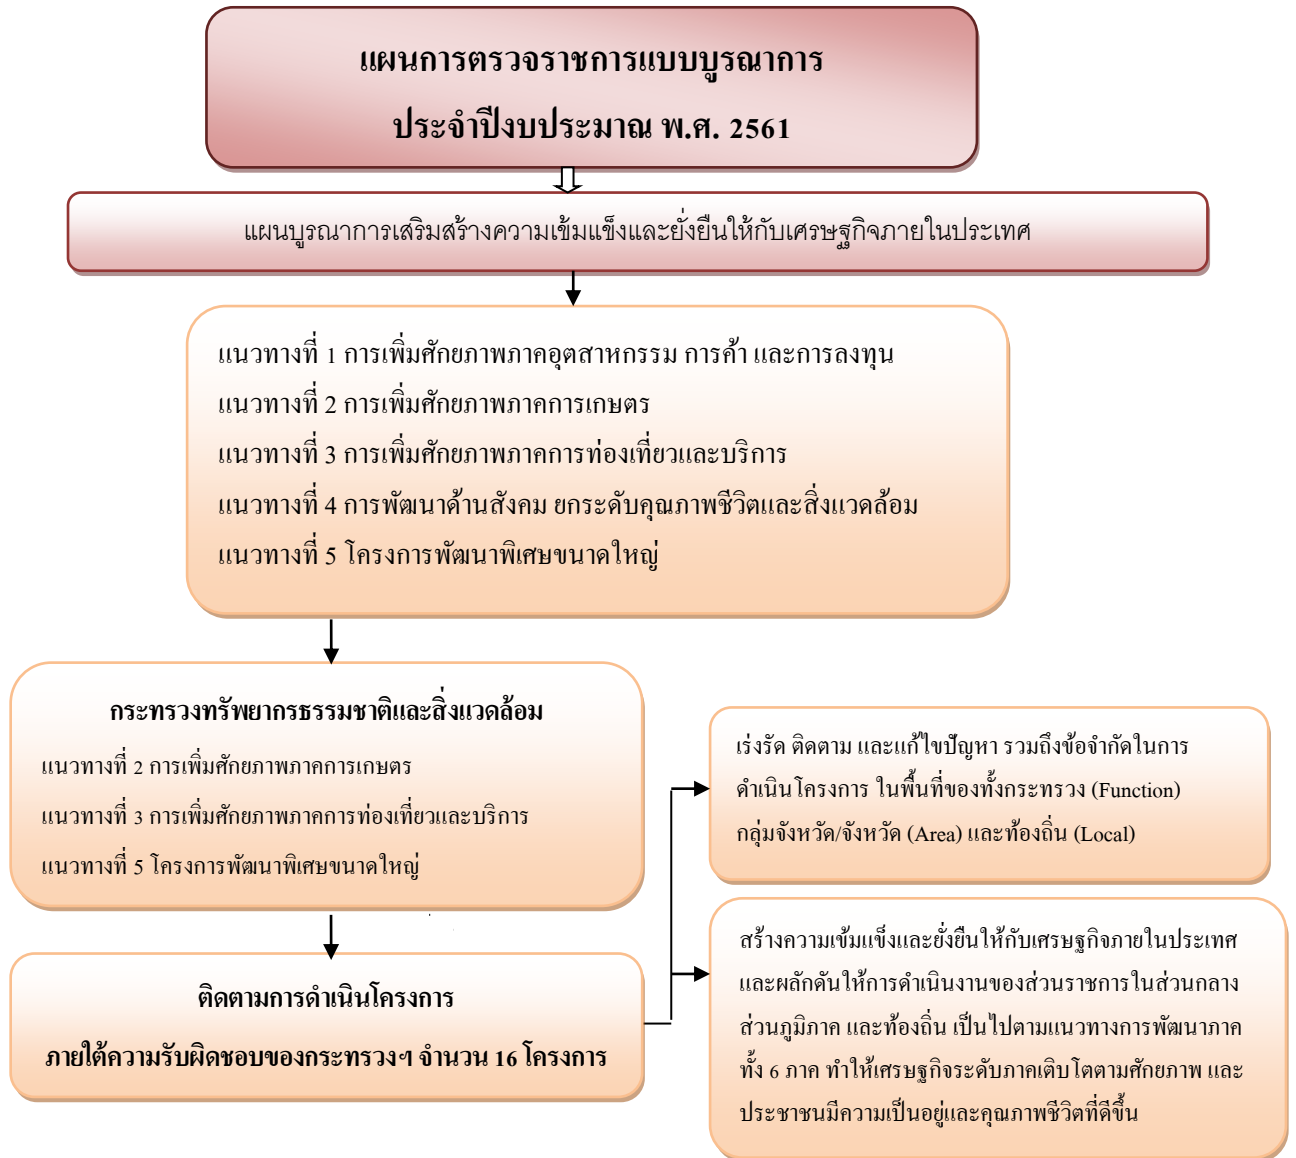 แผนการตรวจราชการแบบบูรณาการ
ประจำปีงบประมาณ พ.ศ. 2561
แผนบูรณาการเสริมสร้างความเข้มแข็งและยั่งยืนให้กับเศรษฐกิจภายในประเทศ
แนวทางที่ 1 การเพิ่มศักยภาพภาคอุตสาหกรรม การค้า และการลงทุน
แนวทางที่ 2 การเพิ่มศักยภาพภาคการเกษตร
แนวทางที่ 3 การเพิ่มศักยภาพภาคการท่องเที่ยวและบริการ
แนวทางที่ 4 การพัฒนาด้านสังคม ยกระดับคุณภาพชีวิตและสิ่งแวดล้อม
แนวทางที่ 5 โครงการพัฒนาพิเศษขนาดใหญ่
กระทรวงทรัพยากรธรรมชาติและสิ่งแวดล้อม
แนวทางที่ 2 การเพิ่มศักยภาพภาคการเกษตร
แนวทางที่ 3 การเพิ่มศักยภาพภาคการท่องเที่ยวและบริการ
แนวทางที่ 5 โครงการพัฒนาพิเศษขนาดใหญ่
ติดตามการดำเนินโครงการ
ภายใต้ความรับผิดชอบของกระทรวงฯ จำนวน 16 โครงการ
เร่งรัด ติดตาม และแก้ไขปัญหา รวมถึงข้อจำกัดในการ
ดำเนินโครงการ ในพื้นที่ของทั้งกระทรวง (Function)
กลุ่มจังหวัด/จังหวัด (Area) และท้องถิ่น (Local)
สร้างความเข้มแข็งและยั่งยืนให้กับเศรษฐกิจภายในประเทศ
และผลักดันให้การดำเนินงานของส่วนราชการในส่วนกลาง
ส่วนภูมิภาค และท้องถิ่น เป็นไปตามแนวทางการพัฒนาภาค
ทั้ง 6 ภาค ทำให้เศรษฐกิจระดับภาคเติบโตตามศักยภาพ และ
ประชาชนมีความเป็นอยู่และคุณภาพชีวิตที่ดีขึ้น